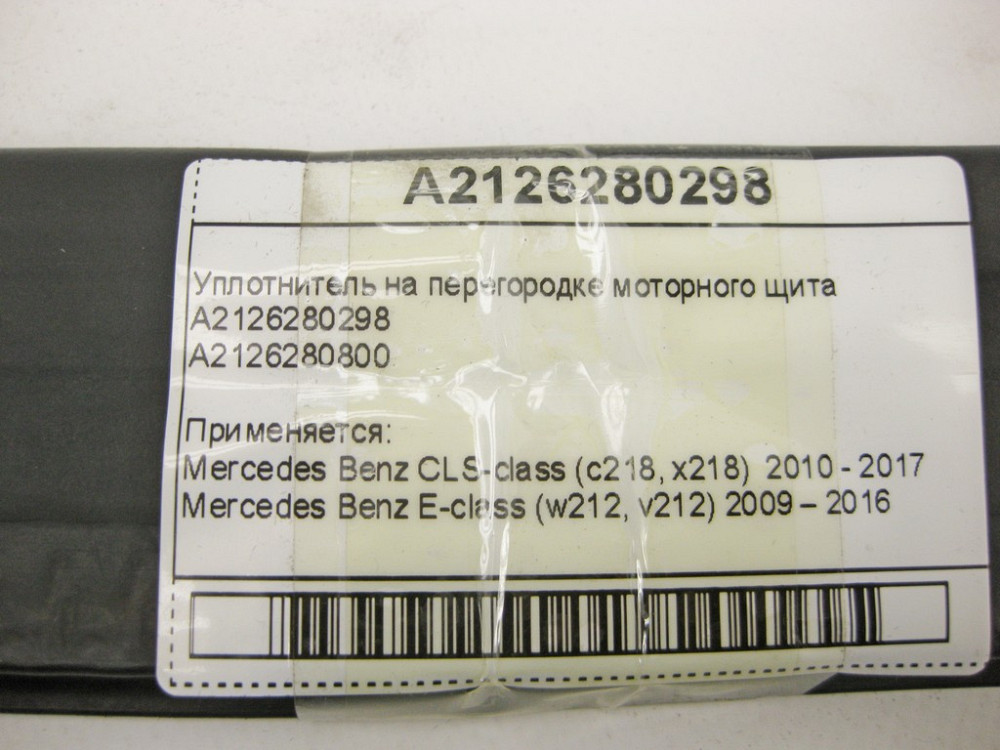 A2126280298
Уплотнитель на перегородке моторного щита
A2126280298
A2126280800
Применяется:
Mercedes Benz CLS-class (c218, x218) 2010 - 2017
Mercedes Benz E-class (w212, v212) 2009 – 2016